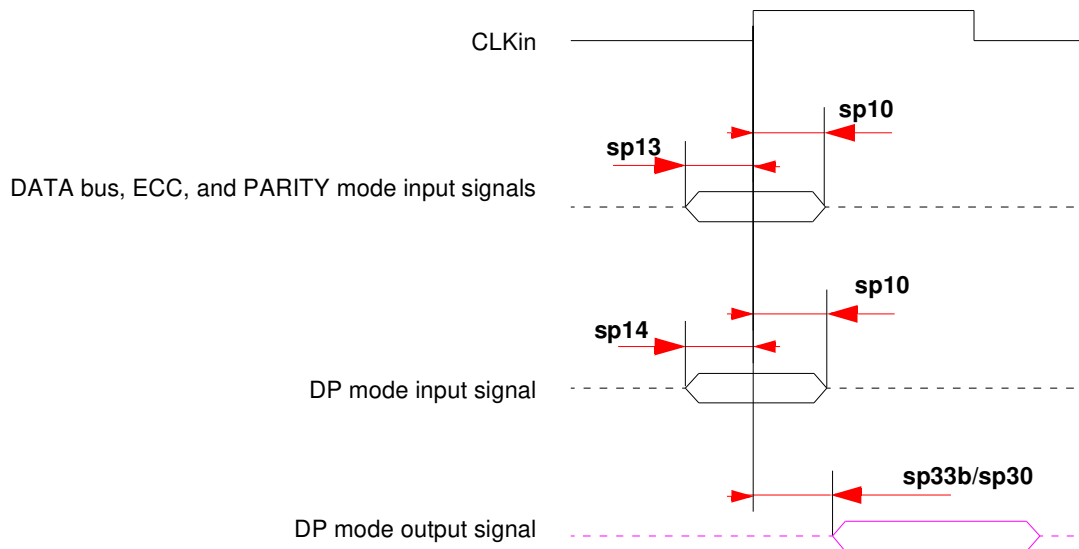 CLKin
sp10
sp13
DATA bus, ECC, and PARITY mode input signals
sp10
sp14
DP mode input signal
sp33b/sp30
DP mode output signal